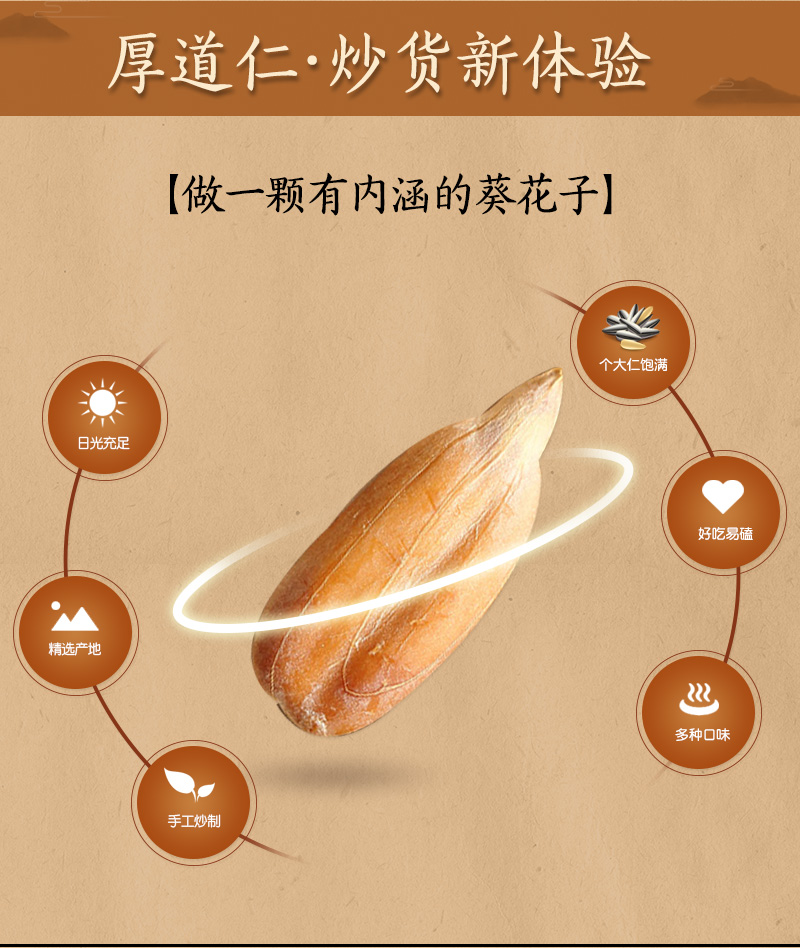 厚道仁·炒货新体验
【做一颗有内涵的葵花子】
个大仁饱满
日光充足
好吃易磕
精选产地
多种口味
手工炒制